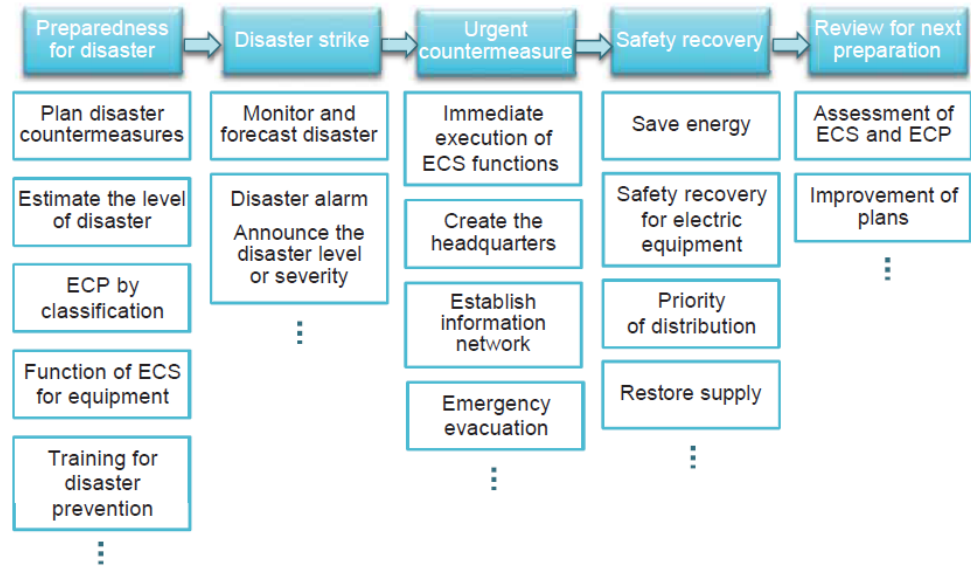 Preparedness
for disaster
Disaster strike
Urgent
countermeasure
Safety recovery
Review for next
preparation
Plan disaster
countermeasures
Estimate the level
of disaster
ECP by
classification
Function of ECS
for equipment
Training for
disaster
prevention
Monitor and
forecast disaster
Disaster alarm
Announce the
disaster level
or severity
Immediate
execution of
ECS functions
Create the
headquarters
Establish
information
network
Emergency
evacuation
Save energy
Safety recovery
for electric
equipment
Priority
of distribution
Restore supply
Assessment of
ECS and ECP
Improvement of
plans